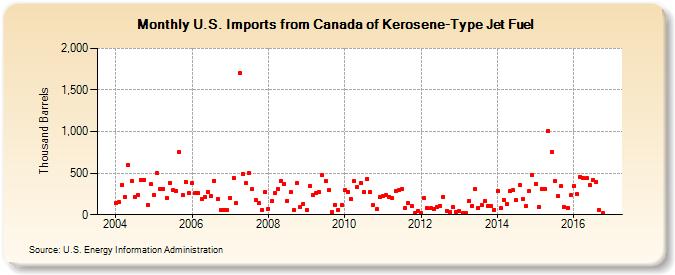 Monthly U.S. Imports from Canada of Kerosene-Type Jet Fuel
Thousand Barrels
2,000
1,500
1,000
500
0
2004 2006 2008 2010 2012 2014 2016
Source: U.S. Energy Information Administration